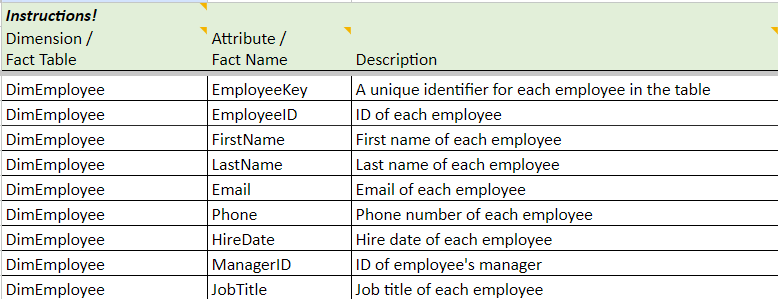 Instructions!
Dimension / Attribute /
Fact Table Fact Name Description
DimEmployee EmployeeKey A unique identifier for each employee in the table
DimEmployee EmployeeID ID of each employee
DimEmployee FirstName First name of each employee
DimEmployee LastName Last name of each employee
DimEmployee Email Email of each employee
DimEmployee Phone Phone number of each employee
DimEmployee HireDate Hire date of each employee
DimEmployee ManagerID ID of employee's manager
DimEmployee JobTitle Job title of each employee